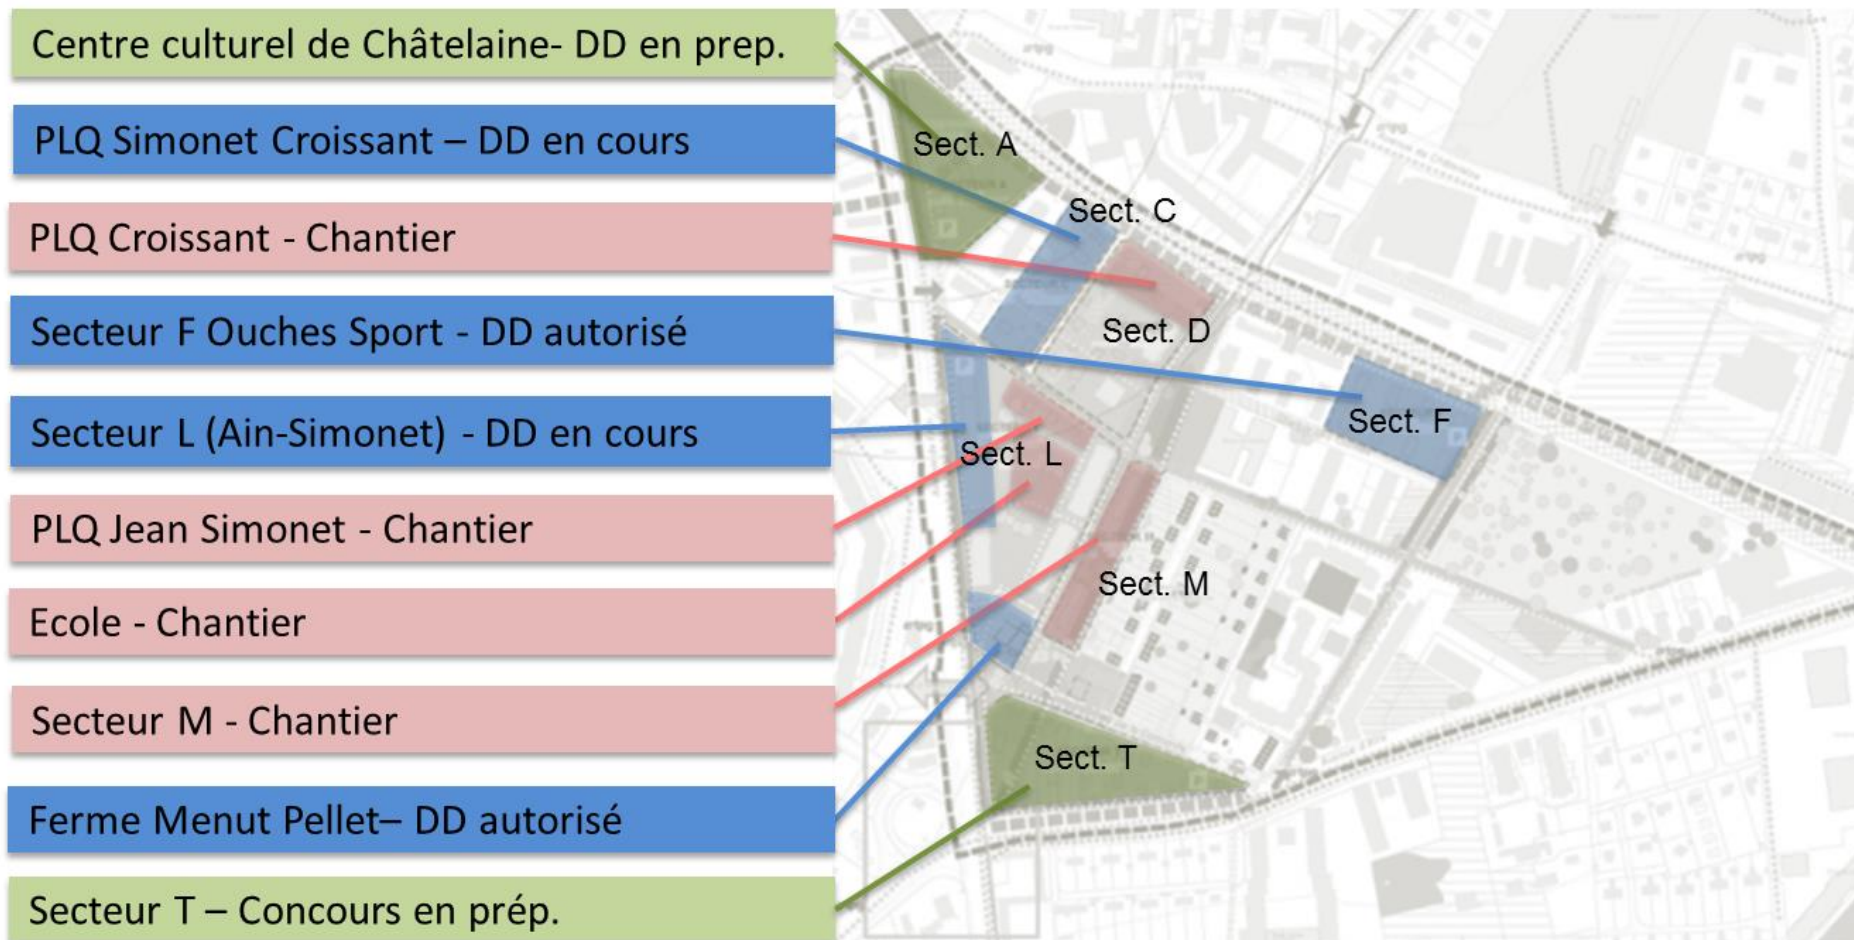 Centre culturel de Châtelaine- DD en prep.
PLQ Simonet Croissant – DD en cours
PLQ Croissant - Chantier
Secteur F Ouches Sport - DD autorisé
Secteur L (Ain-Simonet) - DD en cours
PLQ Jean Simonet - Chantier
Ecole - Chantier
Secteur M - Chantier
Ferme Menut Pellet– DD autorisé
Secteur T – Concours en prép.
Sect. A
Sect. C
Sect. D
Sect. F
Sect. L
Sect. M
Sect. T